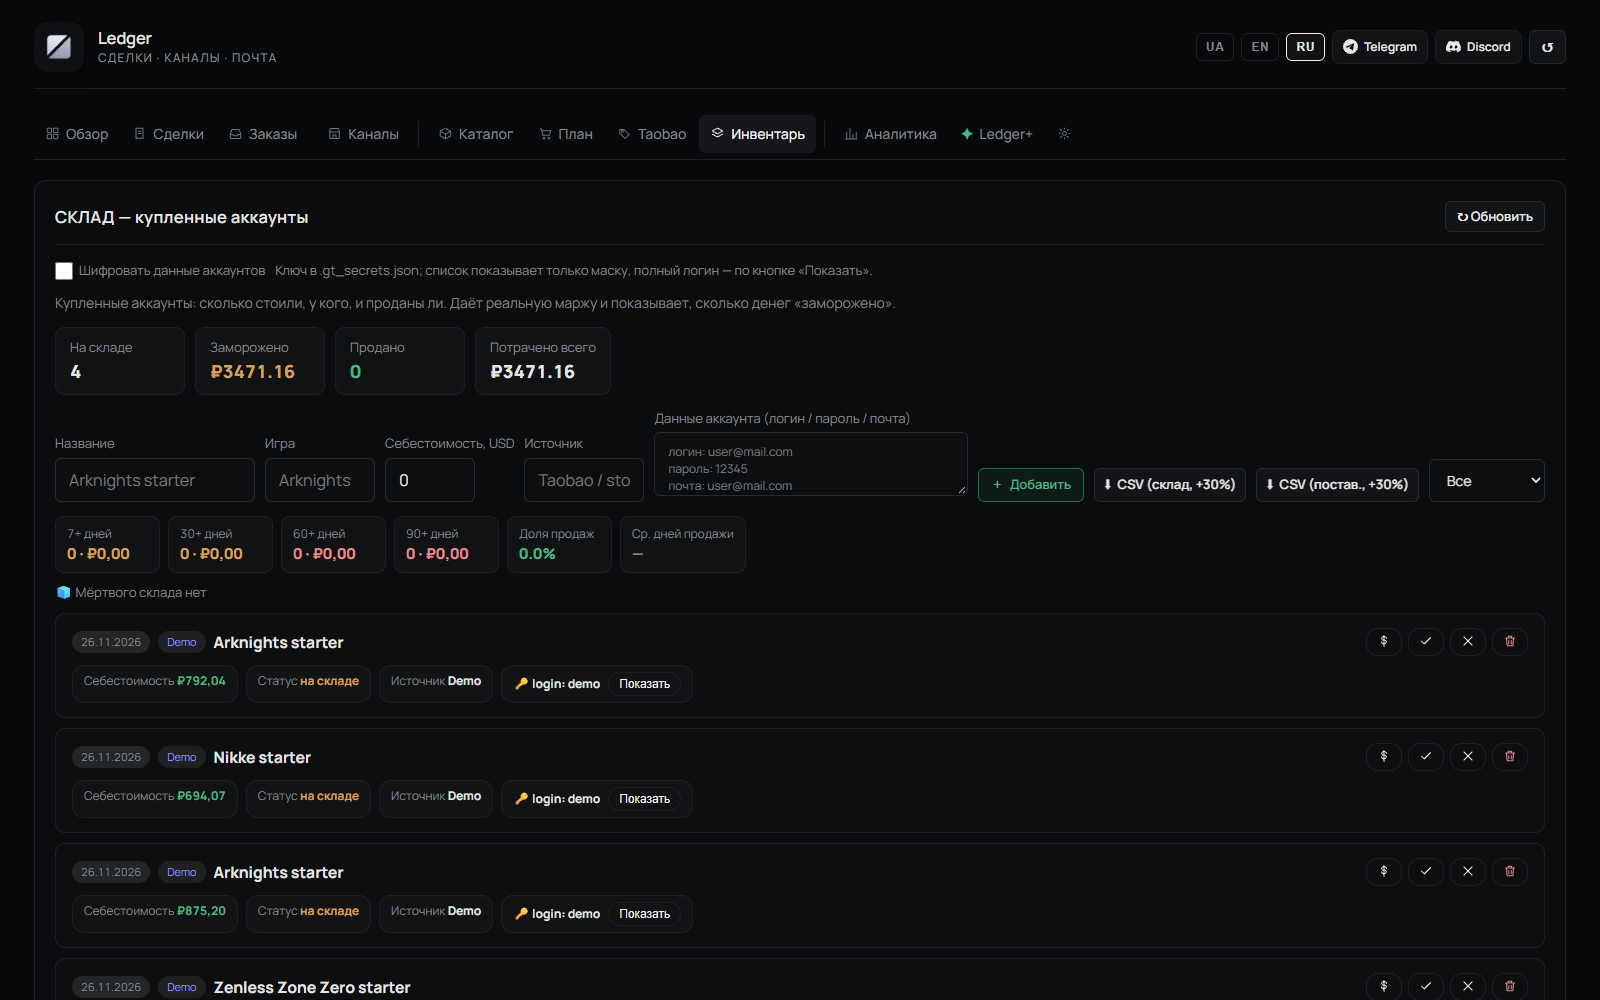 Ledger
СДЕЛКИ · КАНАЛЫ · ПОЧТА
UA
EN
RU
Telegram
Discord
Обзор
Сделки
Заказы
Каналы
Каталог
План
Taobao
Инвентарь
Аналитика
Ledger+
СКЛАД — купленные аккаунты
↻ Обновить
Шифровать данные аккаунтов Ключ в .gt_secrets.json; список показывает только маску, полный логин — по кнопке «Показать».
Купленные аккаунты: сколько стоили, у кого, и проданы ли. Даёт реальную маржу и показывает, сколько денег «заморожено».
На складе
4
Заморожено
₽3471.16
Продано
0
Потрачено всего
₽3471.16
Название
Arknights starter
Игра
Arknights
Себестоимость, USD
0
Источник
Taobao / sto
Данные аккаунта (логин / пароль / почта)
логин: user@mail.com
пароль: 12345
почта: user@mail.com
+ Добавить
⬇ CSV (склад, +30%)
⬇ CSV (постав., +30%)
Все
7+ дней
0 · ₽0,00
30+ дней
0 · ₽0,00
60+ дней
0 · ₽0,00
90+ дней
0 · ₽0,00
Доля продаж
0.0%
Ср. дней продажи
—
Мёртвого склада нет
26.11.2026 Demo Arknights starter
$
Себестоимость ₽792,04
Статус на складе
Источник Demo
login: demo Показать
26.11.2026 Demo Nikke starter
$
Себестоимость ₽694,07
Статус на складе
Источник Demo
login: demo Показать
26.11.2026 Demo Arknights starter
$
Себестоимость ₽875,20
Статус на складе
Источник Demo
login: demo Показать
26.11.2026 Demo Zenless Zone Zero starter
$